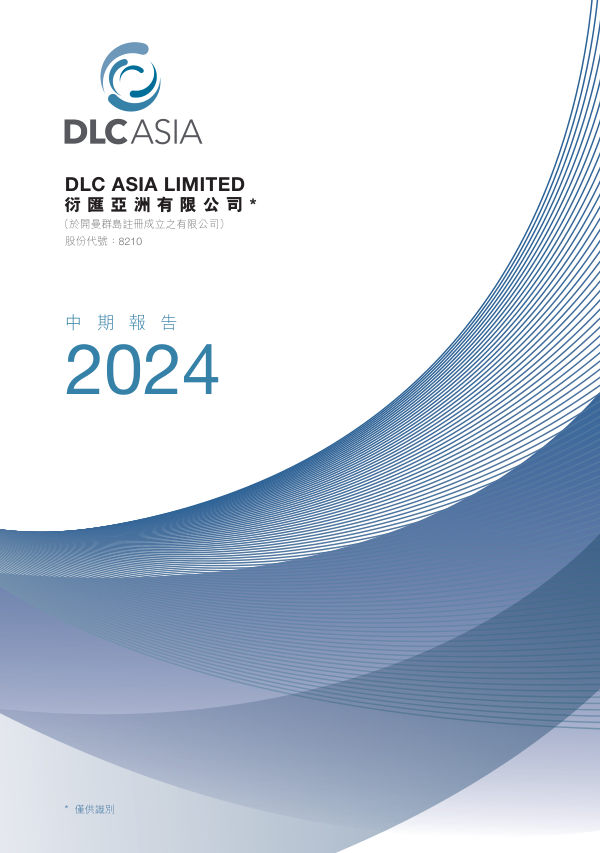 DLC ASIA
DLC ASIA LIMITED
衍匯亞洲有限公司*
(於開曼群島註冊成立之有限公司)
股份代號：8210
中期報告
2024
* 僅供識別